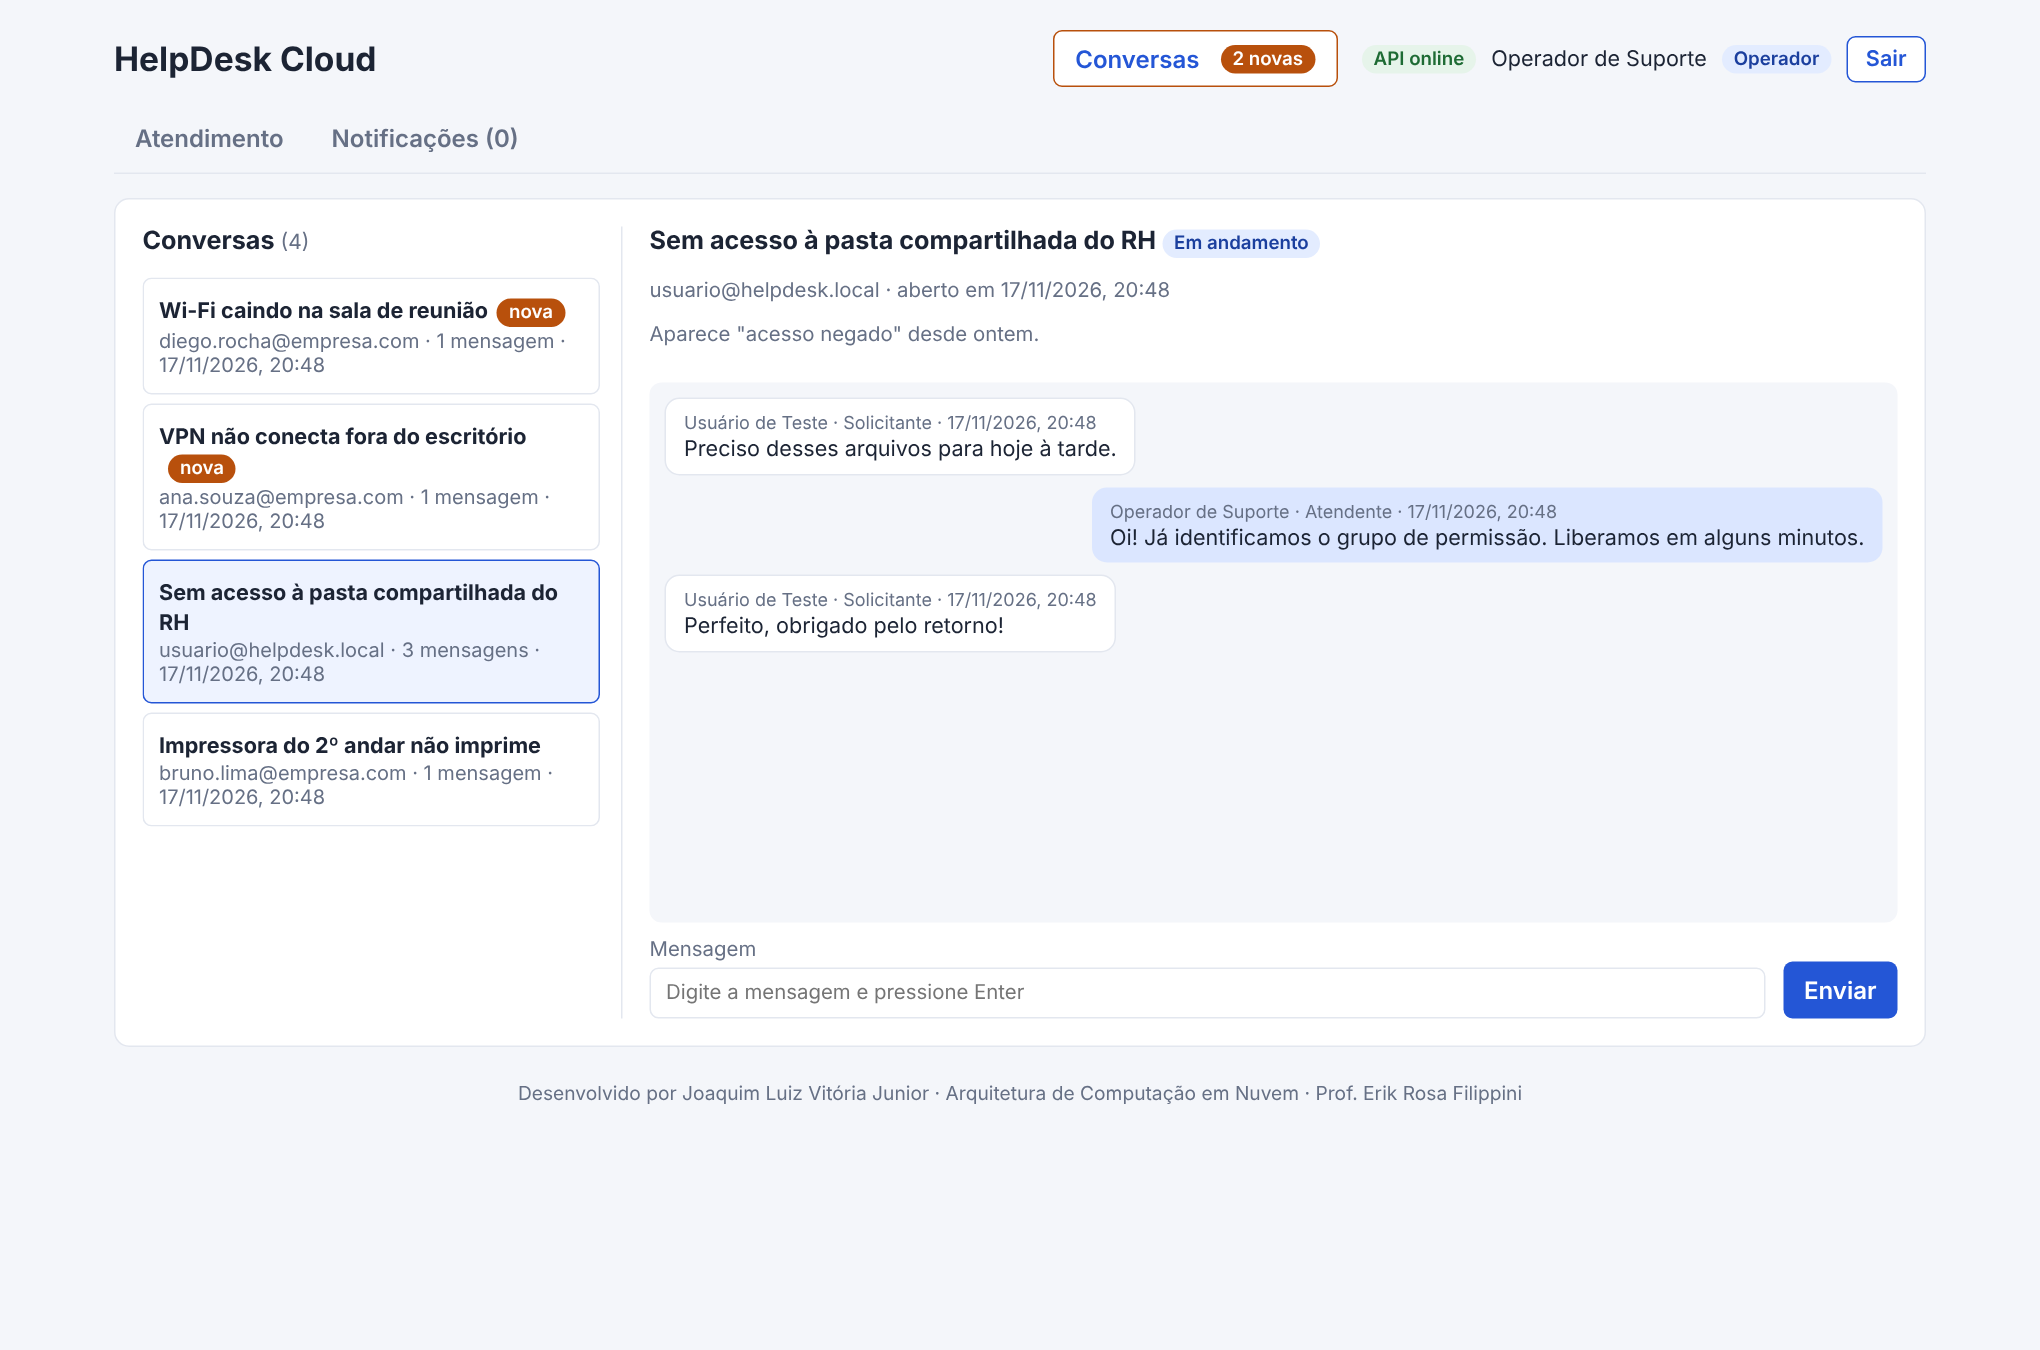 HelpDesk Cloud
Conversas 2 novas API online Operador de Suporte Operador Sair
Atendimento Notificações (0)
Conversas (4)
Wi-Fi caindo na sala de reunião nova
diego.rocha@empresa.com · 1 mensagem ·
17/11/2026, 20:48
VPN não conecta fora do escritório
nova
ana.souza@empresa.com · 1 mensagem ·
17/11/2026, 20:48
Sem acesso à pasta compartilhada do
RH
usuario@helpdesk.local · 3 mensagens ·
17/11/2026, 20:48
Impressora do 2º andar não imprime
bruno.lima@empresa.com · 1 mensagem ·
17/11/2026, 20:48
Sem acesso à pasta compartilhada do RH Em andamento
usuario@helpdesk.local · aberto em 17/11/2026, 20:48
Aparece "acesso negado" desde ontem.
Usuário de Teste · Solicitante · 17/11/2026, 20:48
Preciso desses arquivos para hoje à tarde.
Operador de Suporte · Atendente · 17/11/2026, 20:48
Oi! Já identificamos o grupo de permissão. Liberamos em alguns minutos.
Usuário de Teste · Solicitante · 17/11/2026, 20:48
Perfeito, obrigado pelo retorno!
Mensagem
Digite a mensagem e pressione Enter
Enviar
Desenvolvido por Joaquim Luiz Vitória Junior · Arquitetura de Computação em Nuvem · Prof. Erik Rosa Filippini